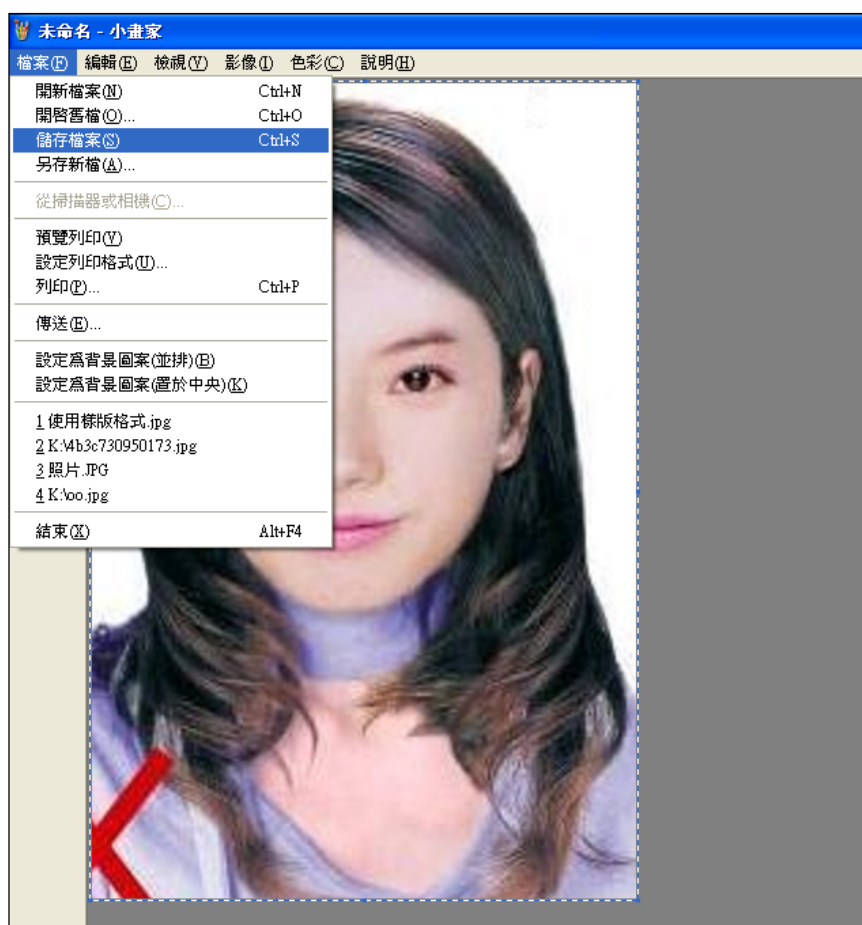 未命名 - 小畫家
檔案(F) 編輯(E) 檢視(V) 影像(I) 色彩(C) 說明(H)
開新檔案(N) Ctrl+N
開啓舊檔(O)... Ctrl+O
儲存檔案(S) Ctrl+S
另存新檔(A)...
從掃描器或相機(C)...
預覽列印(V)
設定列印格式(U)...
列印(P)... Ctrl+P
傳送(E)...
設定爲背景圖案(並排)(B)
設定爲背景圖案(置於中央)(K)
1 使用樣版格式.jpg
2 K:\4b3c730950173.jpg
3 照片.JPG
4 K:\oo.jpg
結束(X) Alt+F4